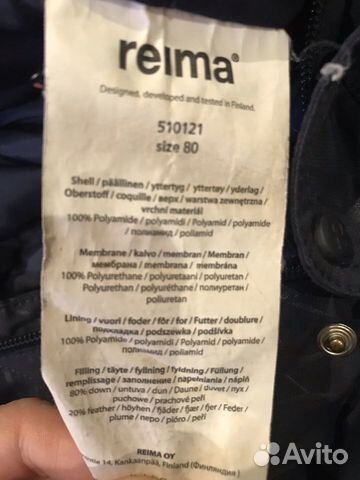 reima®
Designed, developed and tested in Finland.
510121
size 80
Shell / päällinen / yttertyg / yttertøy / yderlag /
Oberstoff / coquille / верх / warstwa zewnętrzna /
vrchní materiál
100% Polyamide / polyamidi / Polyamid / polyamide
/ полиамид / poliamid
Membrane / kalvo / membran / Membran /
мембрана / membrana / membrána
100% Polyurethane / polyuretaani / polyuretan /
Polyurethan / polyuréthane / полиуретан /
poliuretan
Lining / vuori / foder / fôr / for / Futter / doublure /
подкладка / podszewka / podšívka
100% Polyamide / polyamidi / Polyamid / polyamide
/ полиамид / poliamid
Filling / täyte / fyllning / fyldning / Füllung /
remplissage / заполнение / napełniania / náplň
80% down / untuva / dun / Daune / duvet / пух /
puchowe / prachové peří
20% feather / höyhen / fjäder / fjær / fjer / Feder /
plume / перо / pióro / peří
REIMA OY
14, Kankaanpää, Finland (Финляндия)
Avito